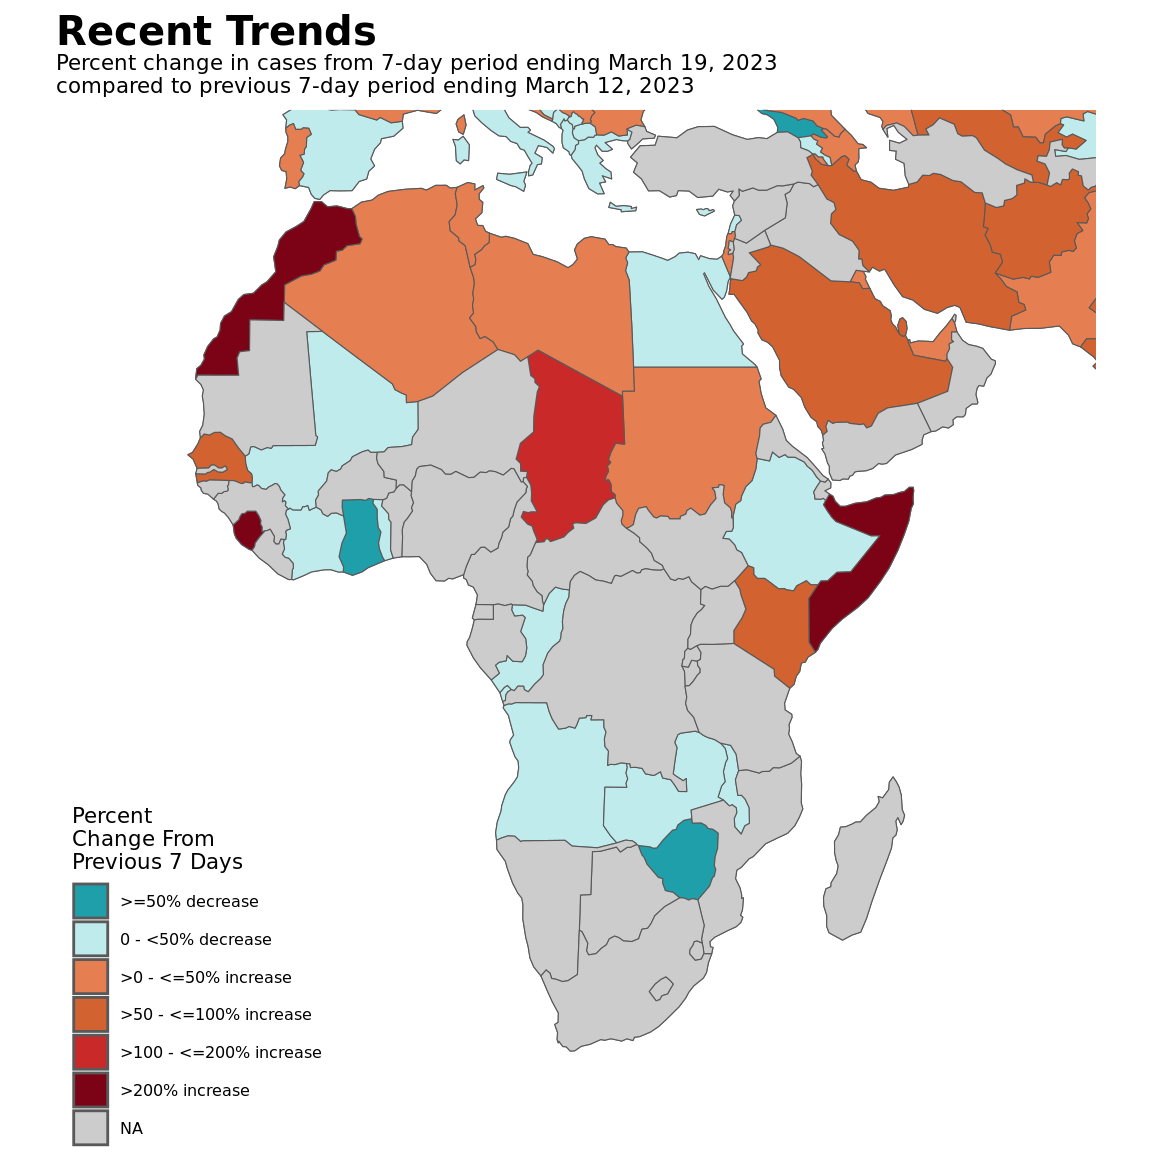 Recent Trends
Percent change in cases from 7-day period ending March 19, 2023
compared to previous 7-day period ending March 12, 2023
Percent
Change From
Previous 7 Days
>=50% decrease
0 - <50% decrease
>0 - <=50% increase
>50 - <=100% increase
>100 - <=200% increase
>200% increase
NA